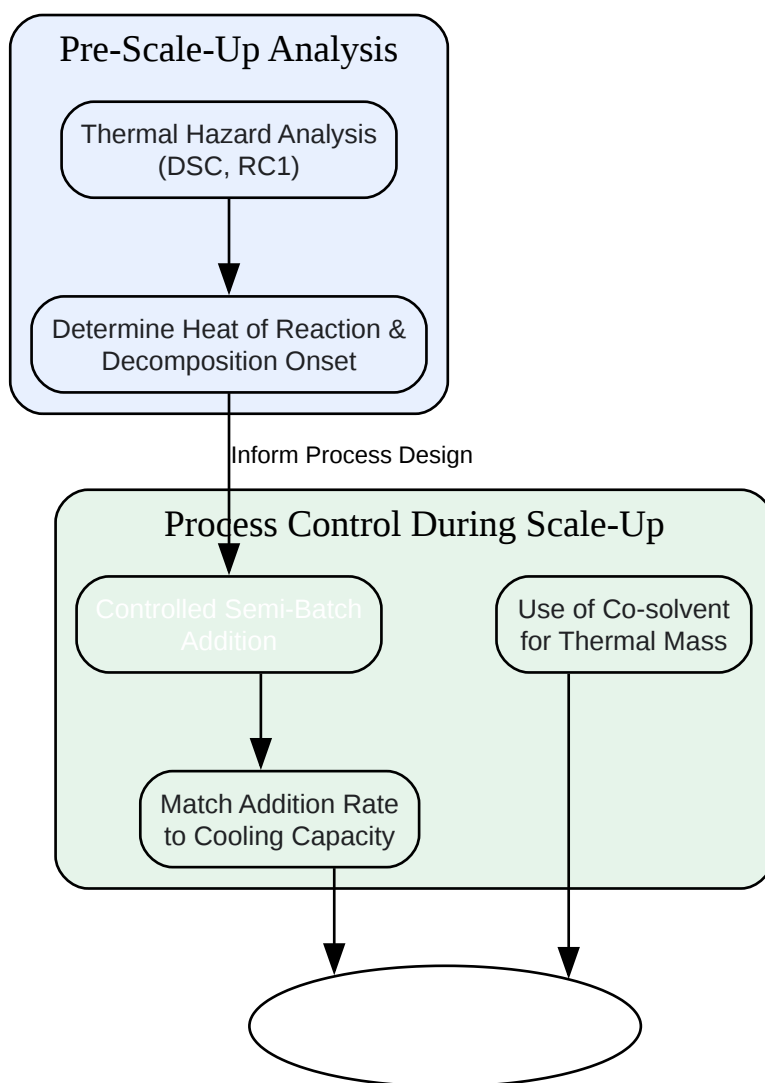 Pre-Scale-Up Analysis
Thermal Hazard Analysis
(DSC, RC1)
Determine Heat of Reaction &
Decomposition Onset
Inform Process Design
Process Control During Scale-Up
Controlled Semi-Batch
Addition
Use of Co-solvent
for Thermal Mass
Match Addition Rate
to Cooling Capacity